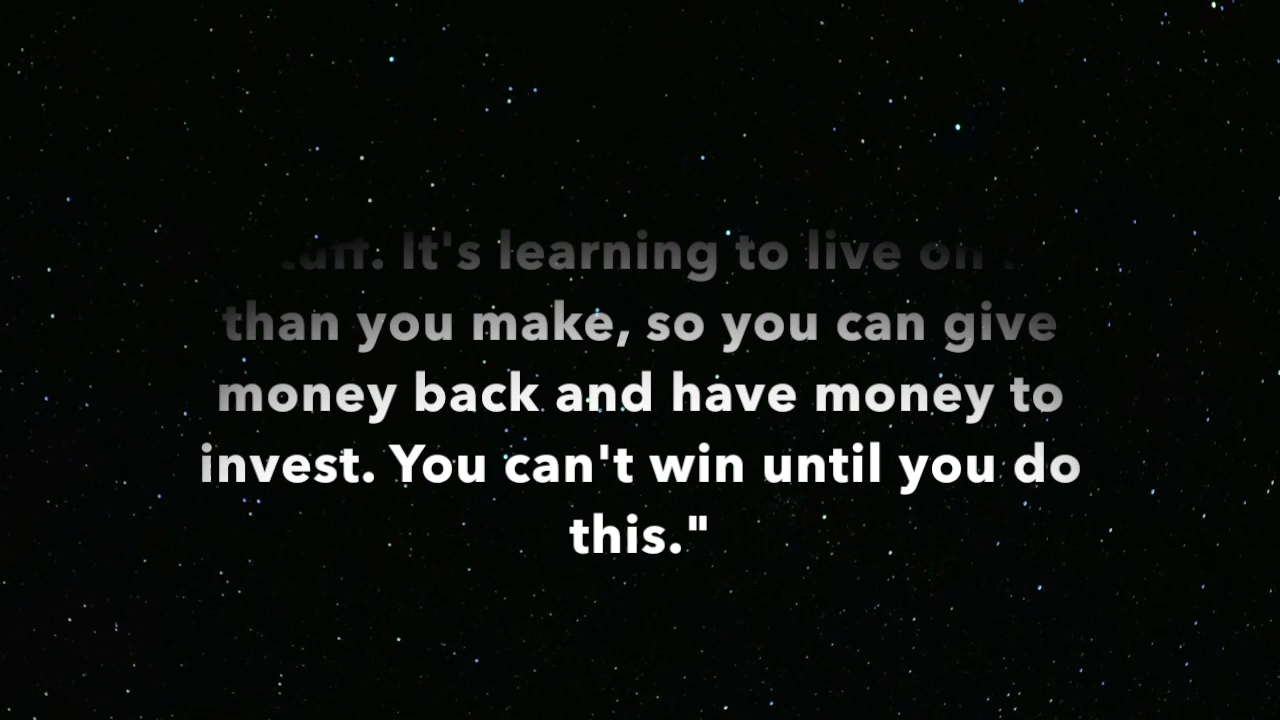 It's learning to live on
than you make, so you can give
money back and have money to
invest. You can't win until you do
this."